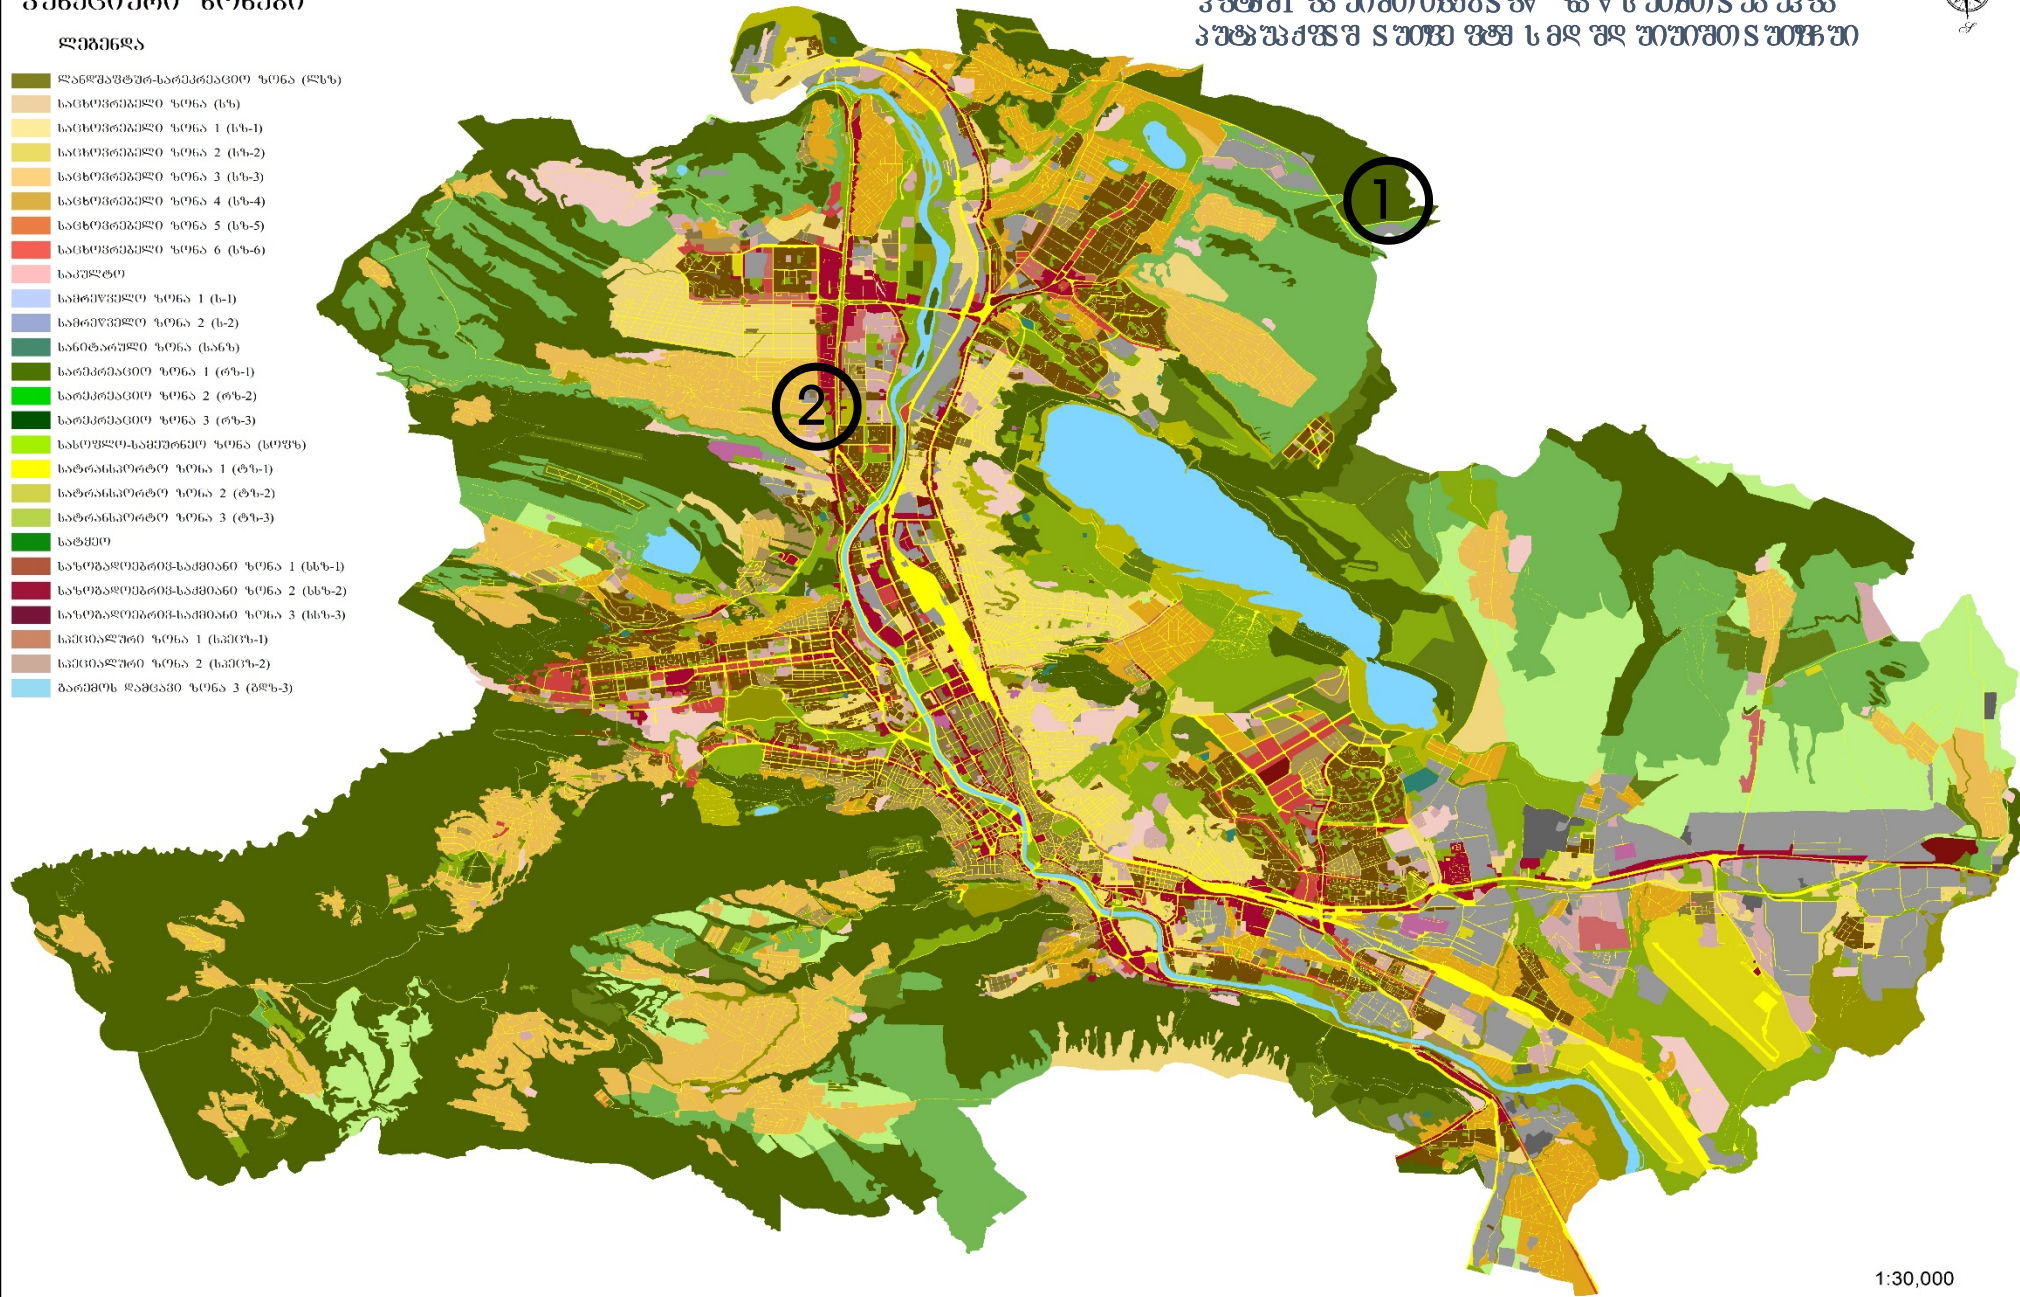 ფუნქციური ზონები
ლეგენდა
ლანდშაფტურ-სარეკრეაციო ზონა (ლსზ)
საცხოვრებელი ზონა (სზ)
საცხოვრებელი ზონა 1 (სზ-1)
საცხოვრებელი ზონა 2 (სზ-2)
საცხოვრებელი ზონა 3 (სზ-3)
საცხოვრებელი ზონა 4 (სზ-4)
საცხოვრებელი ზონა 5 (სზ-5)
საცხოვრებელი ზონა 6 (სზ-6)
საკულტო
სამრეწველო ზონა 1 (ს-1)
სამრეწველო ზონა 2 (ს-2)
სანიტარული ზონა (სანზ)
სარეკრეაციო ზონა 1 (რზ-1)
სარეკრეაციო ზონა 2 (რზ-2)
სარეკრეაციო ზონა 3 (რზ-3)
სასოფლო-სამეურნეო ზონა (სოფზ)
სატრანსპორტო ზონა 1 (ტზ-1)
სატრანსპორტო ზონა 2 (ტზ-2)
სატრანსპორტო ზონა 3 (ტზ-3)
სატყეო
საზოგადოებრივ-საქმიანი ზონა 1 (სსზ-1)
საზოგადოებრივ-საქმიანი ზონა 2 (სსზ-2)
საზოგადოებრივ-საქმიანი ზონა 3 (სსზ-3)
სპეციალური ზონა 1 (სპეცზ-1)
სპეციალური ზონა 2 (სპეცზ-2)
გარემოს დამცავი ზონა 3 (გდზ-3)
1
2
1:30,000